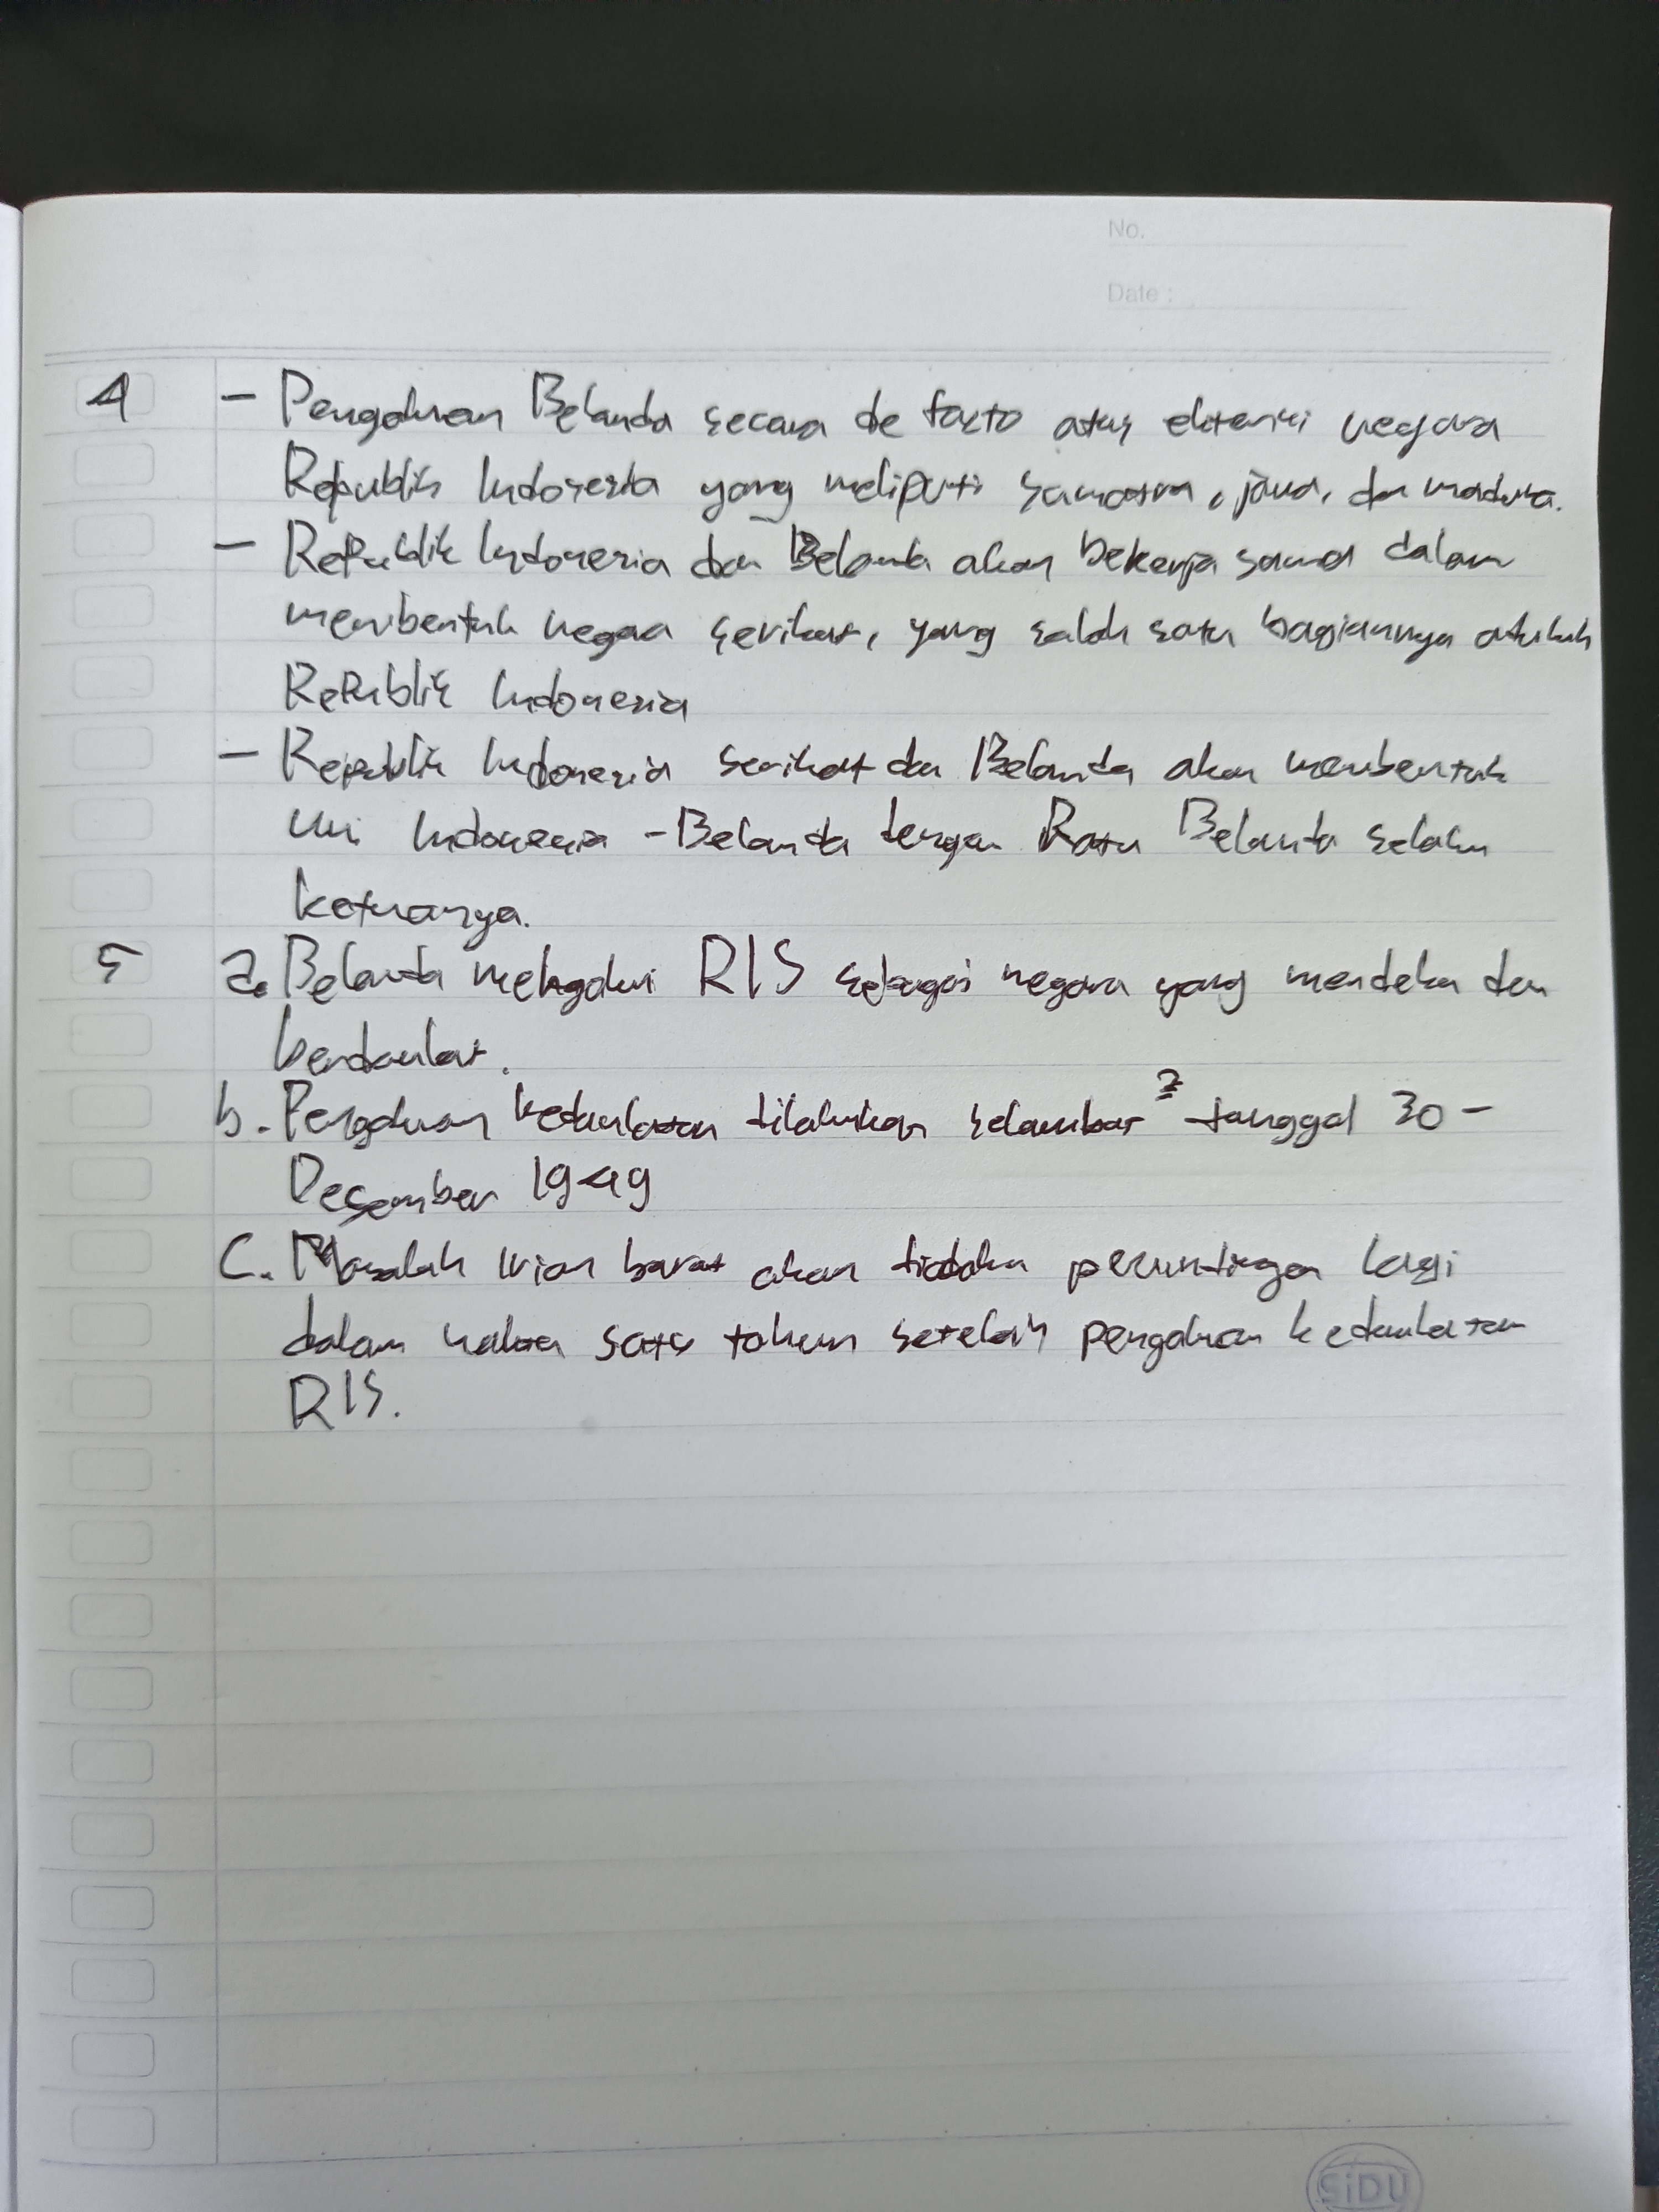 No.
Date :
4 - Pengakuan Belanda secara de facto atas eksistensi negara
Republik Indonesia yang meliputi sumatra, jawa, dan madura.
- Republik Indonesia dan Belanda akan bekerja sama dalam
membentuk negara serikat, yang salah satu bagiannya adalah
Republik Indonesia
- Republik Indonesia serikat dan Belanda akan membentuk
Uni Indonesia - Belanda dengan Ratu Belanda selaku
ketuanya.
5 a. Belanda mengakui RIS sebagai negara yang merdeka dan
berdaulat.
b. Pengakuan kedaulatan dilakukan selambat² tanggal 30 -
Desember 1949
C. Masalah irian barat akan diadakan perundingan lagi
dalam waktu satu tahun setelah pengakuan kedaulatan
RIS.
SiDU